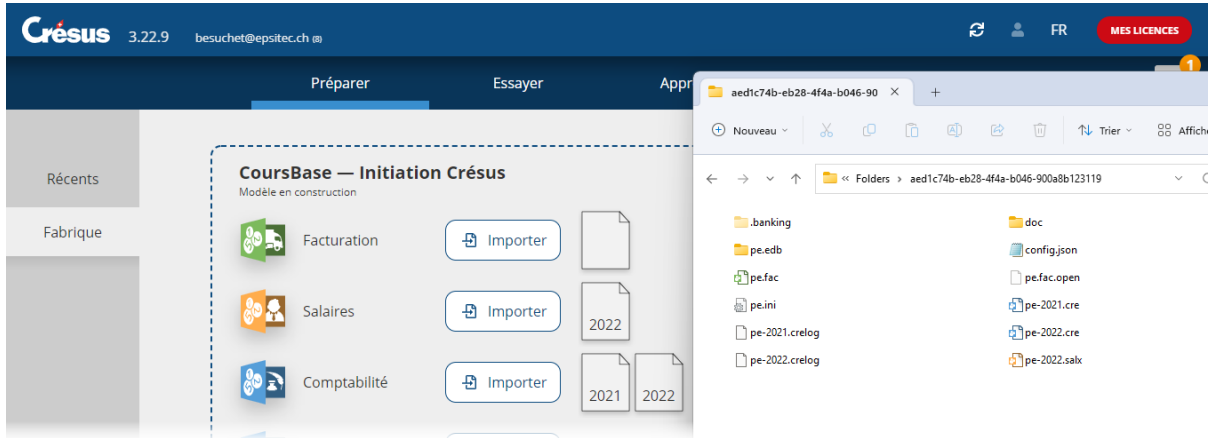 Crésus 3.22.9 besuchet@epsitec.ch (8) FR MES LICENCES
Préparer Essayer Appr
1
Récents
Fabrique
CoursBase — Initiation Crésus
Modèle en construction
Facturation Importer
Salaires Importer 2022
Comptabilité Importer 2021 2022
aed1c74b-eb28-4f4a-b046-90
Nouveau Trier Affiche
« Folders > aed1c74b-eb28-4f4a-b046-900a8b123119
.banking doc
pe.edb config.json
pe.fac pe.fac.open
pe.ini pe-2021.cre
pe-2021.crelog pe-2022.cre
pe-2022.crelog pe-2022.salx